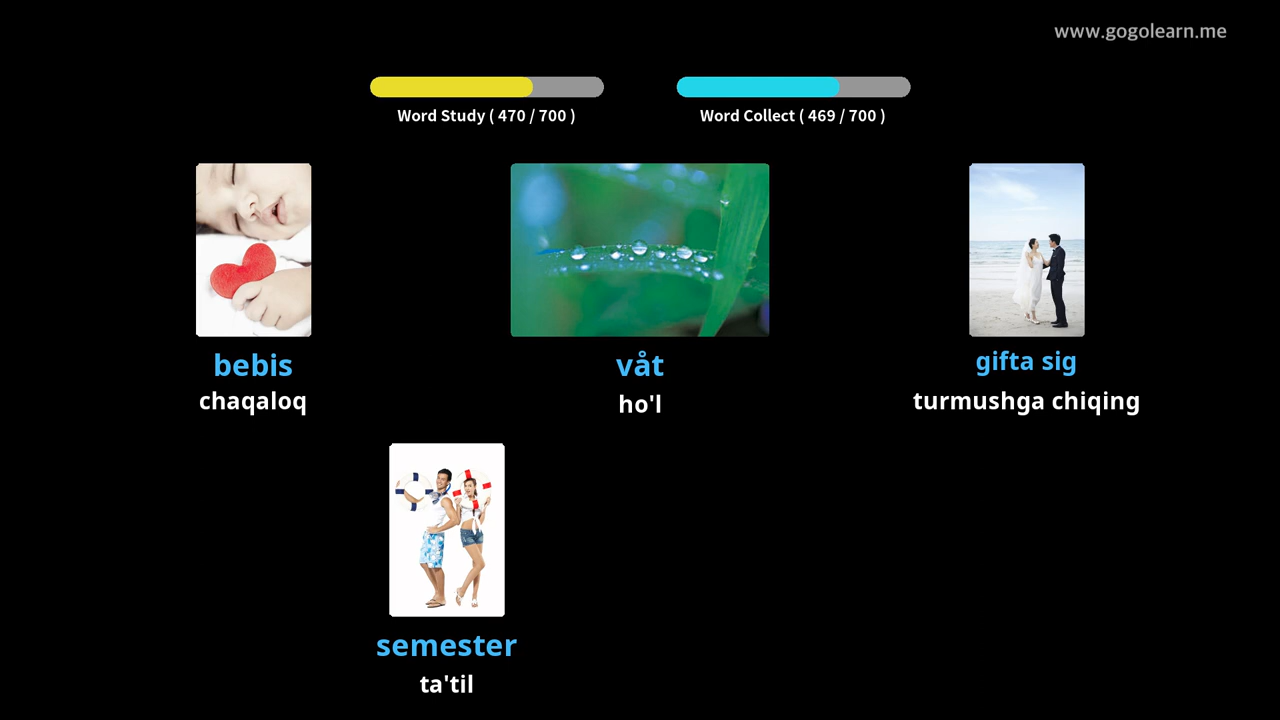 www.gogolearn.me
Word Study ( 470 / 700 )
Word Collect ( 469 / 700 )
bebis
chaqaloq
våt
ho'l
gifta sig
turmushga chiqing
semester
ta'til